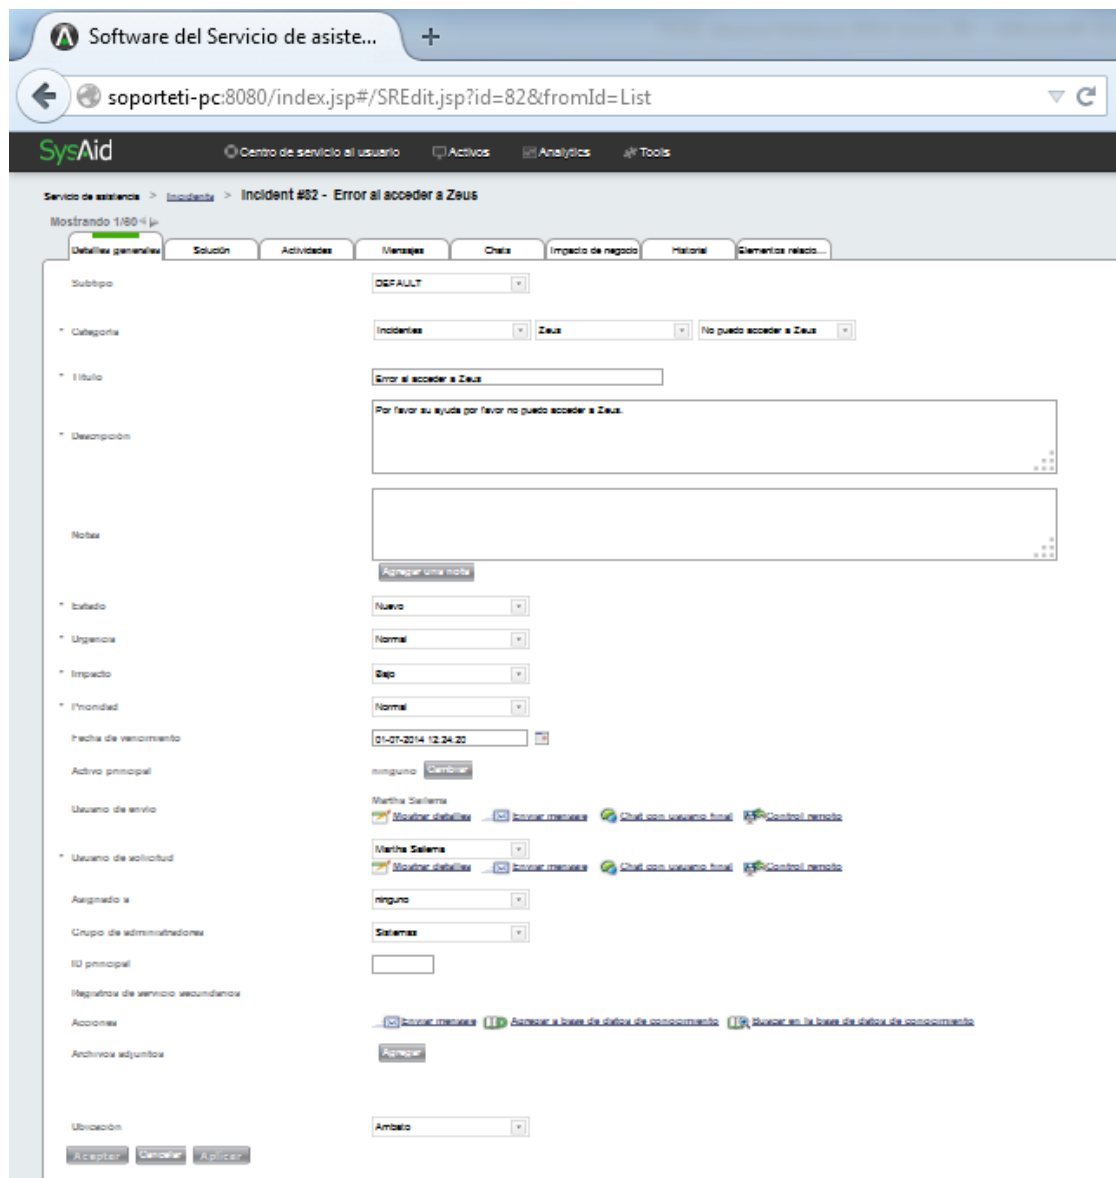 Software del Servicio de asiste...
soporteti-pc:8080/index.jsp#/SREdit.jsp?id=82&fromId=List
SysAid Centro de servicio al usuario Activos Analytics Tools
Servicio de asistencia > Incidents > Incident #82 - Error al acceder a Zeus
Mostrando 1/60
Detalles generales Solución Actividades Mensajes Chats Impacto de negocio Historial Elementos relacio...
Subtipo DEFAULT
* Categoría Incidentes Zeus No puedo acceder a Zeus
* Título Error al acceder a Zeus
* Descripción Por favor su ayuda por favor no puedo acceder a Zeus.
Notas
Agregar una nota
* Estado Nuevo
* Urgencia Normal
* Impacto Bajo
* Prioridad Normal
Fecha de vencimiento 01-07-2014 12:24:20
Activo principal ninguno Cambiar
Usuario de envío Martha Salema
Mostrar detalles Enviar mensaje Chat con usuario final Control remoto
* Usuario de solicitud Martha Salema
Mostrar detalles Enviar mensaje Chat con usuario final Control remoto
Asignado a ninguno
Grupo de administradores Sistemas
ID principal
Registros de servicio secundarios
Acciones Enviar mensaje Agregar a base de datos de conocimiento Buscar en la base de datos de conocimiento
Archivos adjuntos Agregar
Ubicación Ambato
Aceptar Cancelar Aplicar